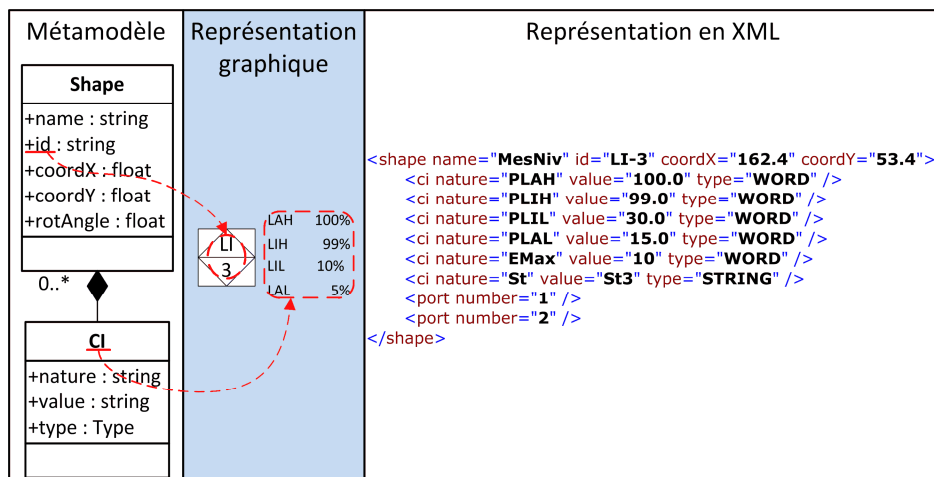 Métamodèle
Shape
+name : string
+id : string
+coordX : float
+coordY : float
+rotAngle : float
0..*
CI
+nature : string
+value : string
+type : Type
Représentation
graphique
LI
3
LAH 100%
LIH 99%
LIL 10%
LAL 5%
Représentation en XML
<shape name="MesNiv" id="LI-3" coordX="162.4" coordY="53.4">
<ci nature="PLAH" value="100.0" type="WORD" />
<ci nature="PLIH" value="99.0" type="WORD" />
<ci nature="PLIL" value="30.0" type="WORD" />
<ci nature="PLAL" value="15.0" type="WORD" />
<ci nature="EMax" value="10" type="WORD" />
<ci nature="St" value="St3" type="STRING" />
<port number="1" />
<port number="2" />
</shape>